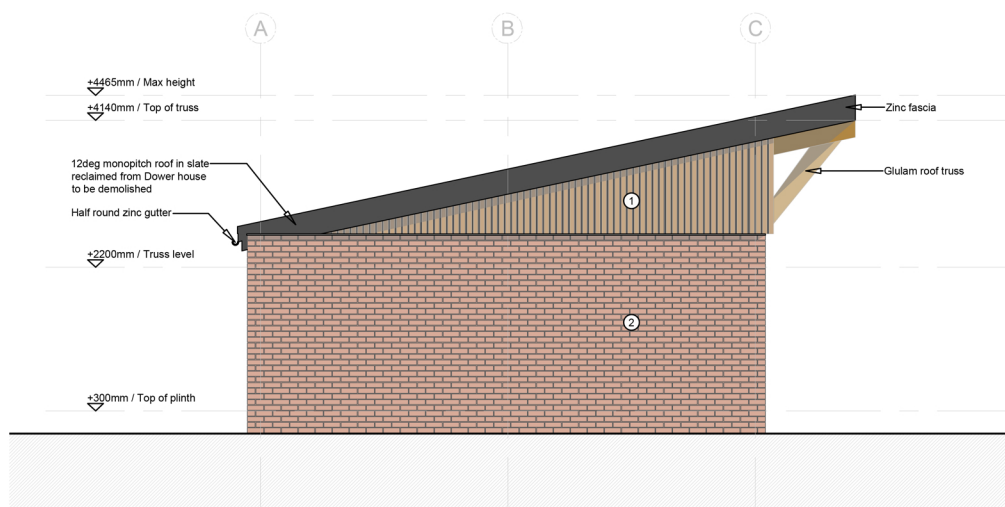 A
B
C
+4465mm / Max height
+4140mm / Top of truss
Zinc fascia
12deg monopitch roof in slate
reclaimed from Dower house
to be demolished
Glulam roof truss
1
Half round zinc gutter
+2200mm / Truss level
2
+300mm / Top of plinth